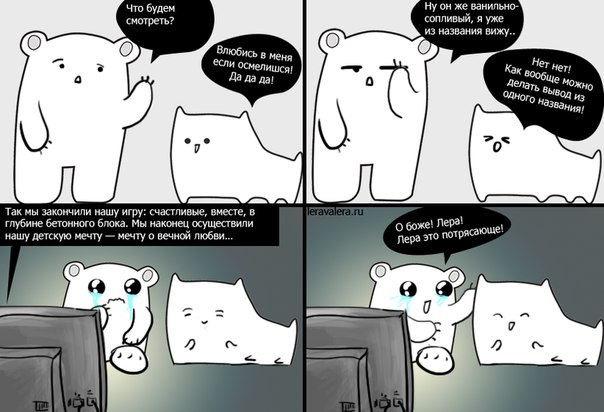 Что будем
смотреть?
Влюбись в меня
если осмелишся!
Да да да!
Ну он же ванильно-
сопливый, я уже
из названия вижу..
Нет нет!
Как вообще можно
делать вывод из
одного названия!
Так мы закончили нашу игру: счастливые, вместе, в
глубине бетонного блока. Мы наконец осуществили
нашу детскую мечту — мечту о вечной любви...
leravalera.ru
О боже! Лера!
Лера это потрясающе!